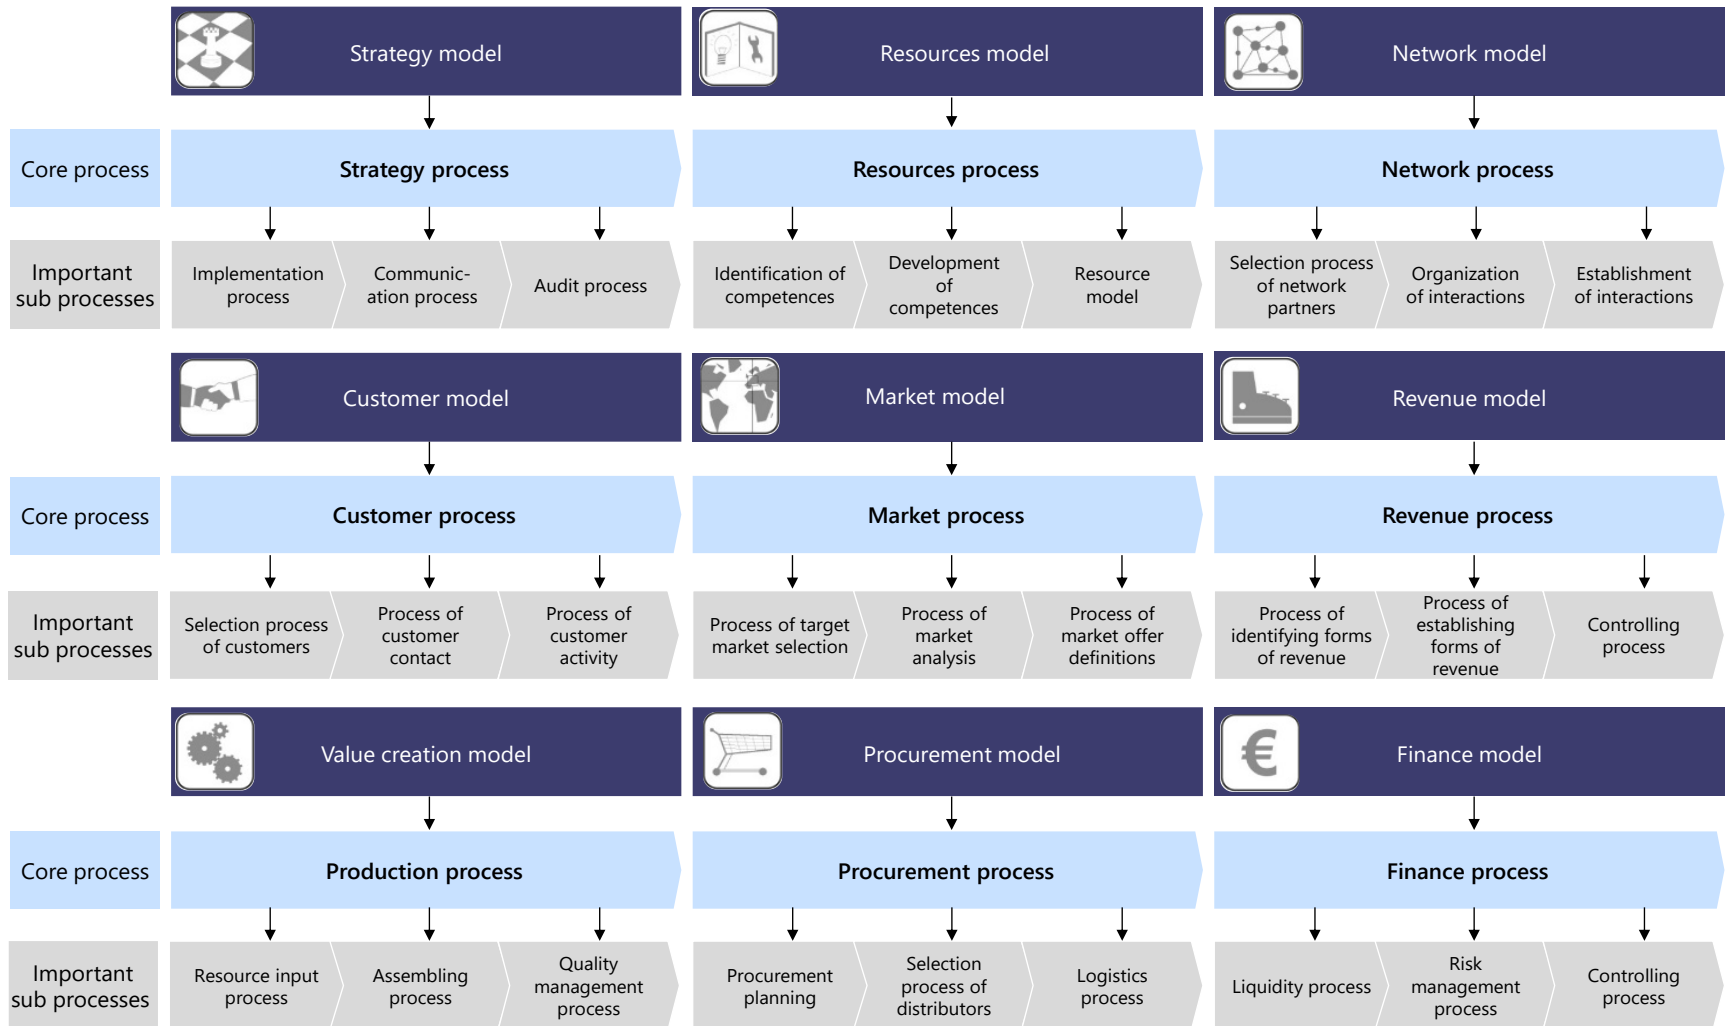 Strategy model
Resources model
Network model
Core process
Strategy process
Resources process
Network process
Important
sub processes
Implementation
process
Communic-
ation process
Audit process
Identification of
competences
Development
of
competences
Resource
model
Selection process
of network
partners
Organization
of interactions
Establishment
of interactions
Customer model
Market model
Revenue model
Core process
Customer process
Market process
Revenue process
Important
sub processes
Selection process
of customers
Process of
customer
contact
Process of
customer
activity
Process of target
market selection
Process of
market
analysis
Process of
market offer
definitions
Process of
identifying forms
of revenue
Process of
establishing
forms of
revenue
Controlling
process
Value creation model
Procurement model
€
Finance model
Core process
Production process
Procurement process
Finance process
Important
sub processes
Resource input
process
Assembling
process
Quality
management
process
Procurement
planning
Selection
process of
distributors
Logistics
process
Liquidity process
Risk
management
process
Controlling
process